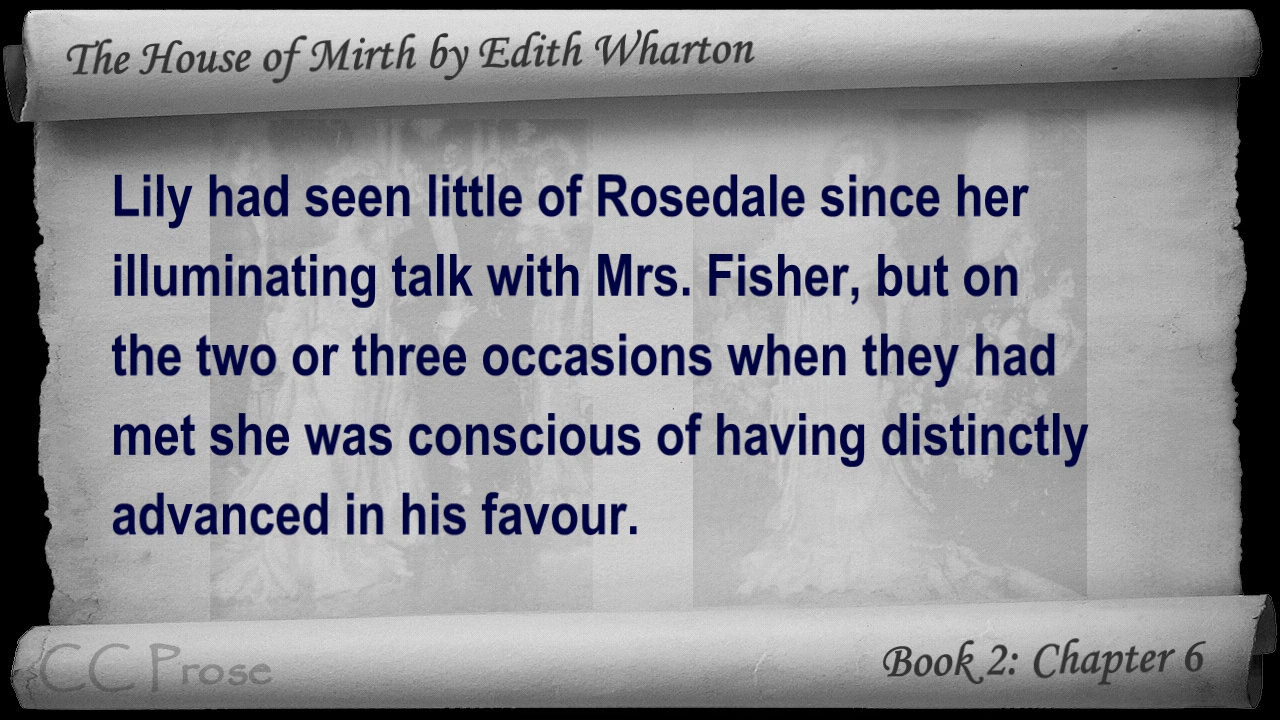 The House of Mirth by Edith Wharton
Lily had seen little of Rosedale since her
illuminating talk with Mrs. Fisher, but on
the two or three occasions when they had
met she was conscious of having distinctly
advanced in his favour.
CC Prose
Book 2: Chapter 6